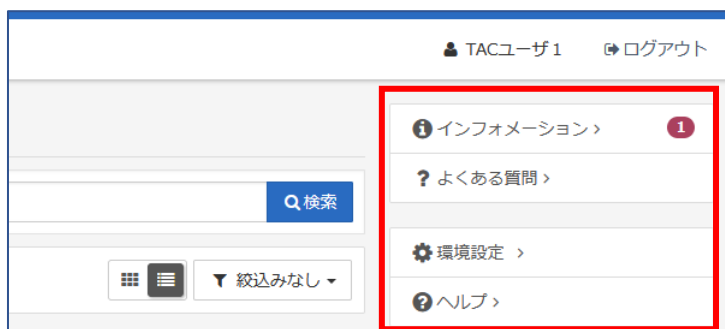 TACユーザ1 ログアウト
インフォメーション 1
よくある質問
検索
環境設定
絞込みなし
ヘルプ